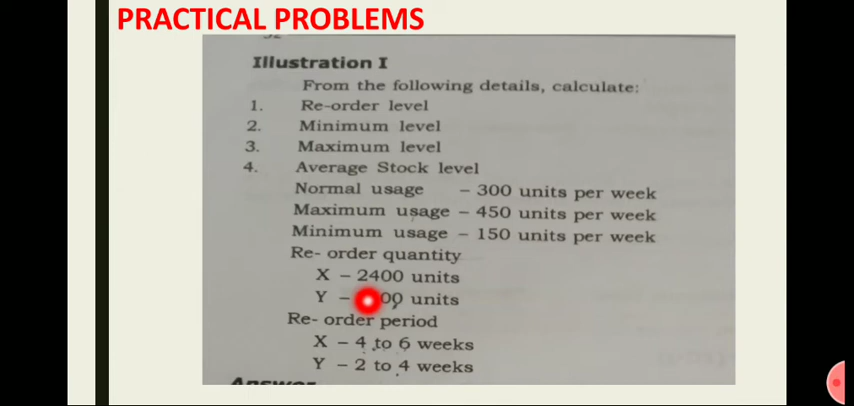 PRACTICAL PROBLEMS
Illustration I
From the following details, calculate:
1. Re-order level
2. Minimum level
3. Maximum level
4. Average Stock level
Normal usage - 300 units per week
Maximum usage - 450 units per week
Minimum usage - 150 units per week
Re- order quantity
X - 2400 units
Y - units
Re- order period
X - 4 to 6 weeks
Y - 2 to 4 weeks